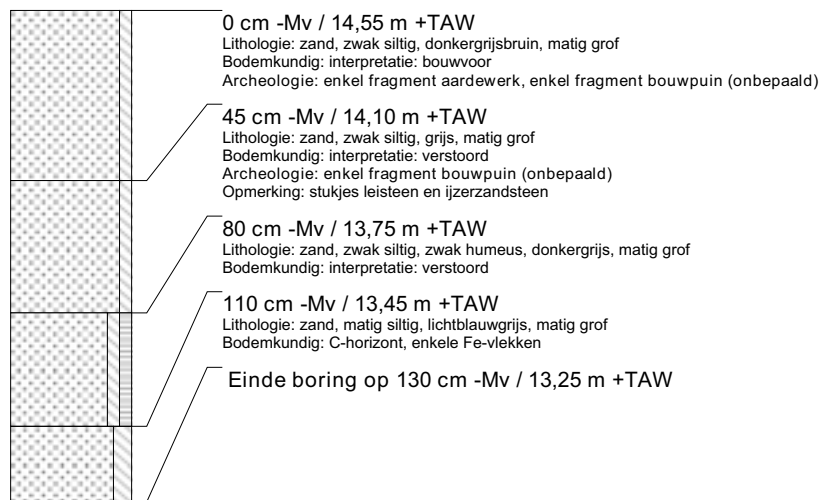 0 cm -Mv / 14,55 m +TAW
Lithologie: zand, zwak siltig, donkergrijsbruin, matig grof
Bodemkundig: interpretatie: bouwvoor
Archeologie: enkel fragment aardewerk, enkel fragment bouwpuin (onbepaald)
45 cm -Mv / 14,10 m +TAW
Lithologie: zand, zwak siltig, grijs, matig grof
Bodemkundig: interpretatie: verstoord
Archeologie: enkel fragment bouwpuin (onbepaald)
Opmerking: stukjes leisteen en ijzerzandsteen
80 cm -Mv / 13,75 m +TAW
Lithologie: zand, zwak siltig, zwak humeus, donkergrijs, matig grof
Bodemkundig: interpretatie: verstoord
110 cm -Mv / 13,45 m +TAW
Lithologie: zand, matig siltig, lichtblauwgrijs, matig grof
Bodemkundig: C-horizont, enkele Fe-vlekken
Einde boring op 130 cm -Mv / 13,25 m +TAW